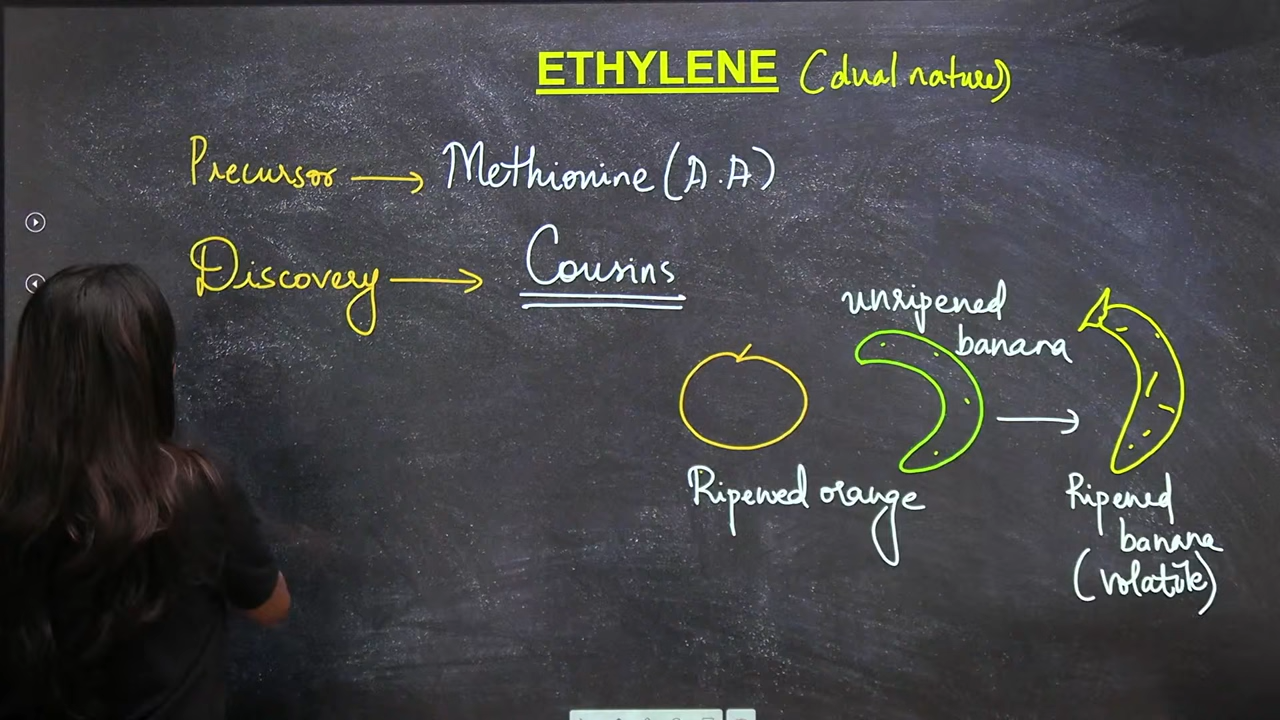 ETHYLENE (dual nature)
Precursor → Methionine (A.A)
Discovery → Cousins
unripened
banana
Ripened orange
Ripened
banana
(volatile)